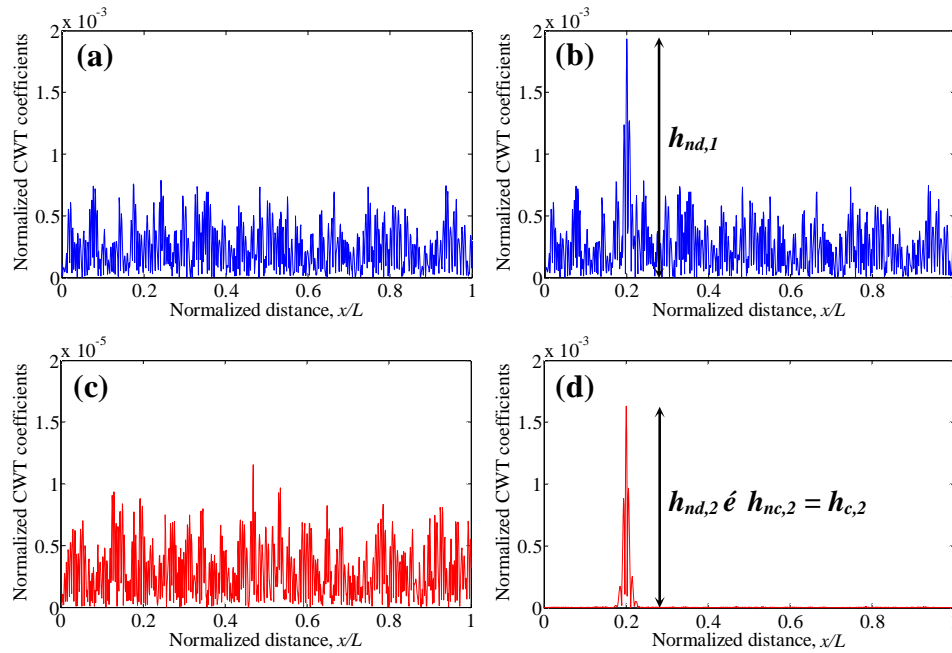 2 x 10⁻³
(a)
Normalized CWT coefficients
2
1.5
1
0.5
0
0 0.2 0.4 0.6 0.8 1
Normalized distance, x/L
2 x 10⁻³
(b)
Normalized CWT coefficients
2
1.5
1
0.5
0
h_nd,1
0 0.2 0.4 0.6 0.8 1
Normalized distance, x/L
2 x 10⁻⁵
(c)
Normalized CWT coefficients
1.5
1
0.5
0
0 0.2 0.4 0.6 0.8 1
Normalized distance, x/L
2 x 10⁻³
(d)
Normalized CWT coefficients
1.5
1
0.5
0
h_nd,2 é h_nc,2 = h_c,2
0 0.2 0.4 0.6 0.8 1
Normalized distance, x/L